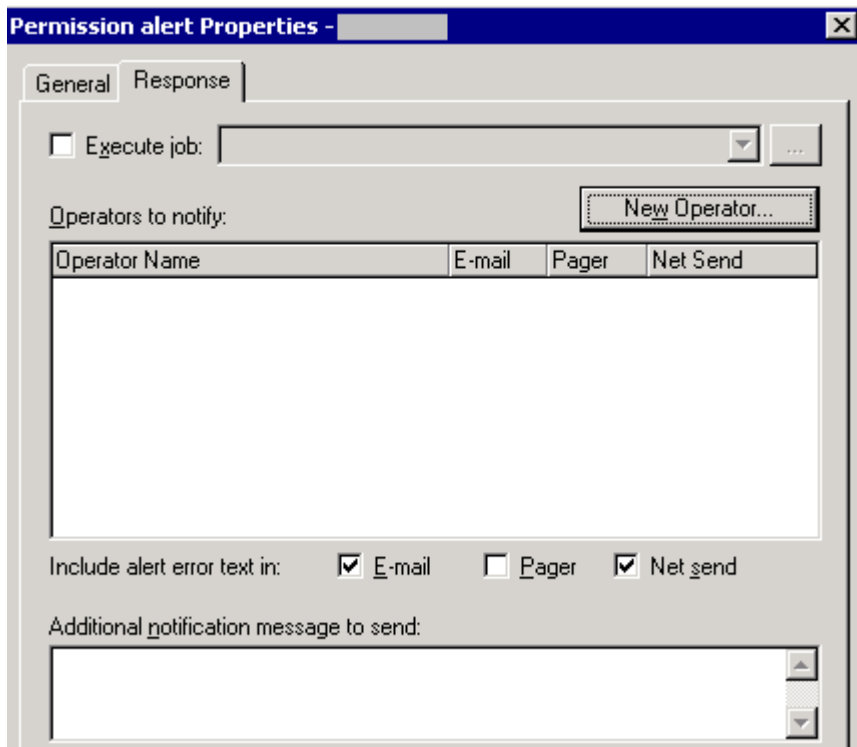 Permission alert Properties -
General Response
Execute job: ...
New Operator...
Operators to notify:
Operator Name E-mail Pager Net Send
Include alert error text in: E-mail Pager Net send
Additional notification message to send: